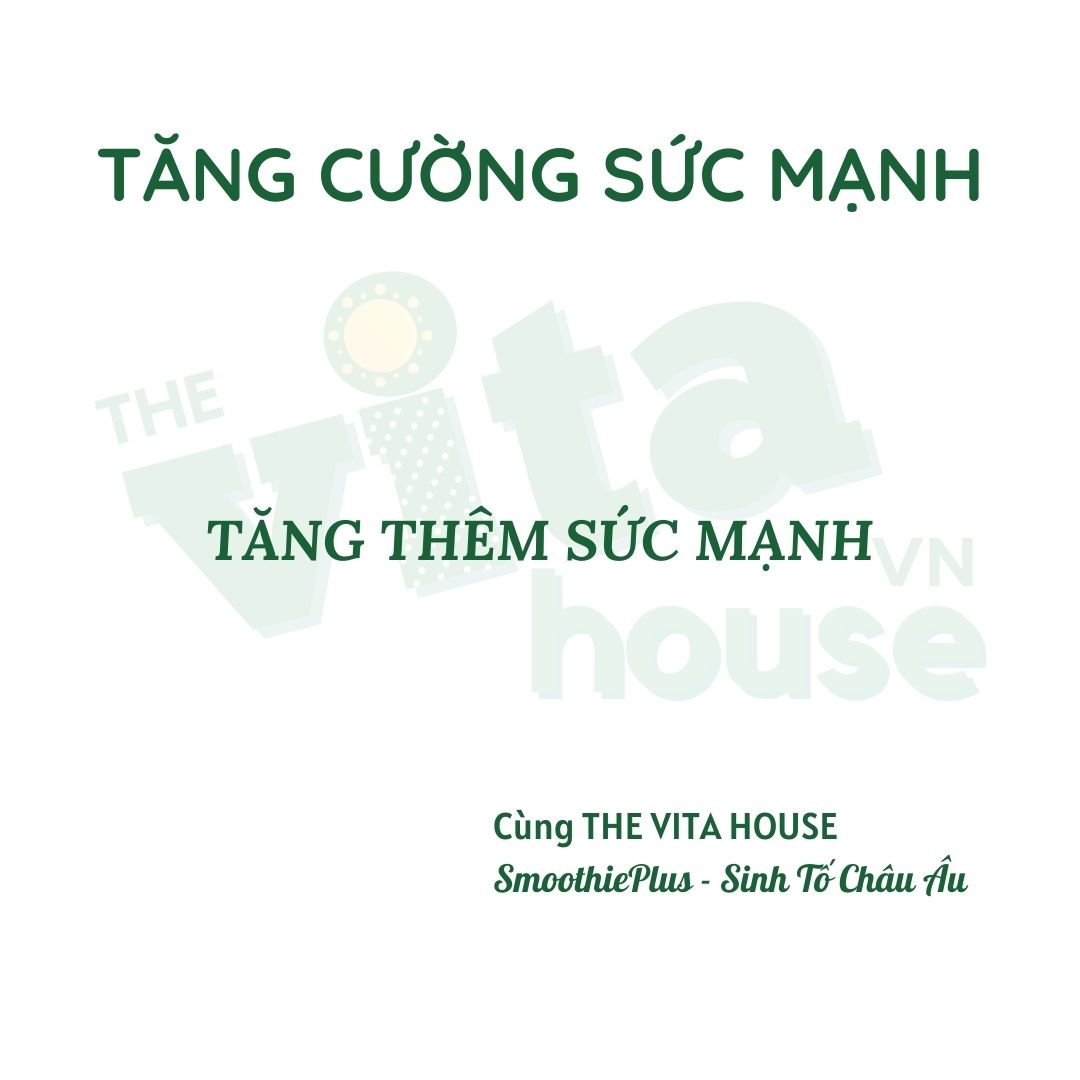 TĂNG CƯỜNG SỨC MẠNH
THE
vita
TĂNG THÊM SỨC MẠNH
VN
house
Cùng THE VITA HOUSE
SmoothiePlus - Sinh Tố Châu Âu